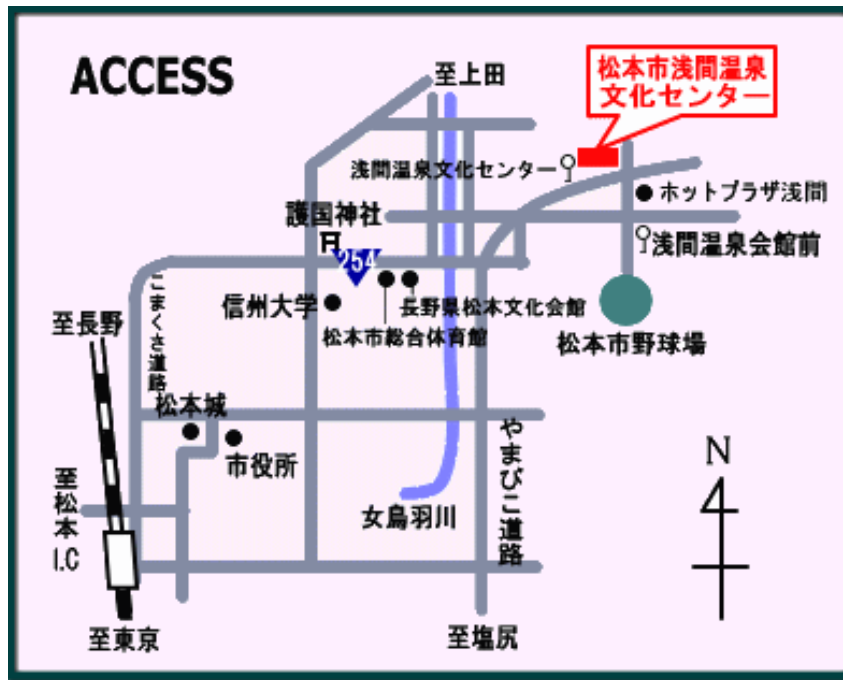 ACCESS
至上田
松本市浅間温泉
文化センター
浅間温泉文化センター
ホットプラザ浅間
護国神社
浅間温泉会館前
254
こまくさ道路
信州大学
長野県松本文化会館
至長野
松本市総合体育館
松本市野球場
松本城
市役所
やまびこ道路
N
至松本I.C
女鳥羽川
至東京
至塩尻